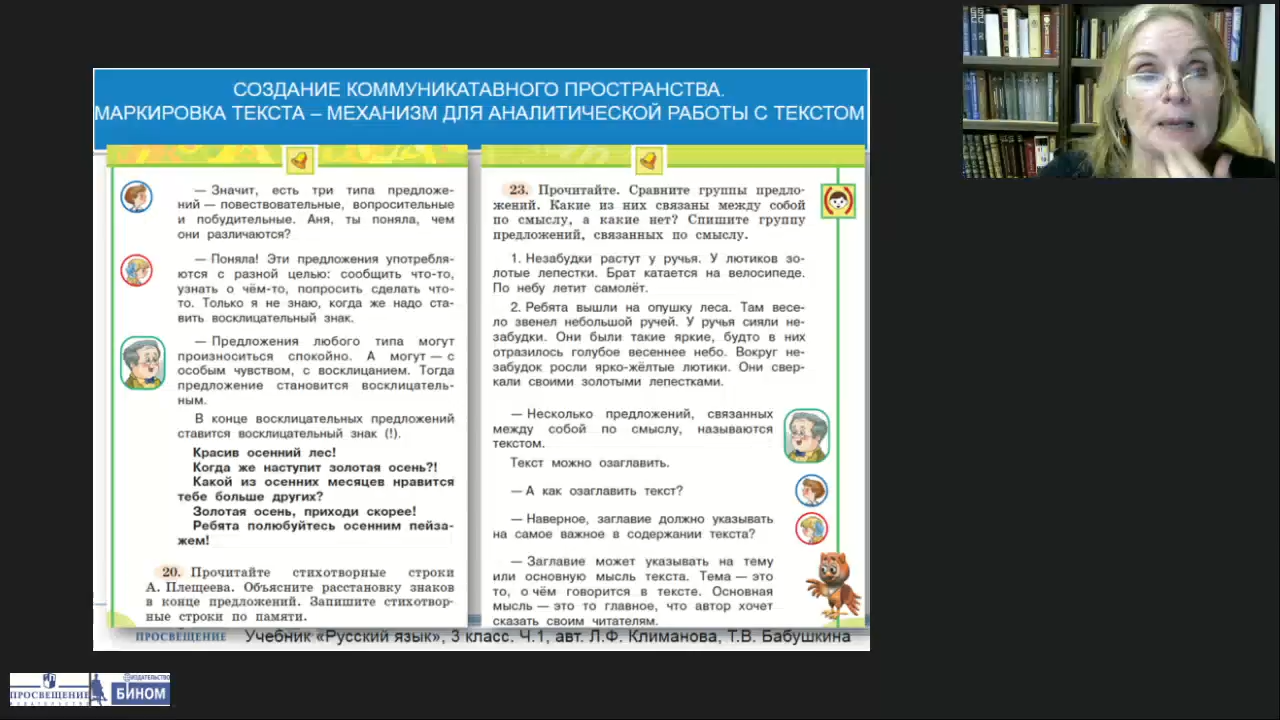 СОЗДАНИЕ КОММУНИКАТАВНОГО ПРОСТРАНСТВА.
МАРКИРОВКА ТЕКСТА – МЕХАНИЗМ ДЛЯ АНАЛИТИЧЕСКОЙ РАБОТЫ С ТЕКСТОМ
— Значит, есть три типа предложе-
ний — повествовательные, вопросительные
и побудительные. Аня, ты поняла, чем
они различаются?
— Поняла! Эти предложения употребля-
ются с разной целью: сообщить что-то,
узнать о чём-то, попросить сделать что-
то. Только я не знаю, когда же надо ста-
вить восклицательный знак.
— Предложения любого типа могут
произноситься спокойно. А могут — с
особым чувством, с восклицанием. Тогда
предложение становится восклицатель-
ным.
В конце восклицательных предложений
ставится восклицательный знак (!).
Красив осенний лес!
Когда же наступит золотая осень?!
Какой из осенних месяцев нравится
тебе больше других?
Золотая осень, приходи скорее!
Ребята полюбуйтесь осенним пейза-
жем!
20. Прочитайте стихотворные строки
А. Плещеева. Объясните расстановку знаков
в конце предложений. Запишите стихотвор-
ные строки по памяти.
23. Прочитайте. Сравните группы предло-
жений. Какие из них связаны между собой
по смыслу, а какие нет? Спишите группу
предложений, связанных по смыслу.
1. Незабудки растут у ручья. У лютиков зо-
лотые лепестки. Брат катается на велосипеде.
По небу летит самолёт.
2. Ребята вышли на опушку леса. Там весе-
ло звенел небольшой ручей. У ручья сияли не-
забудки. Они были такие яркие, будто в них
отразилось голубое весеннее небо. Вокруг не-
забудок росли ярко-жёлтые лютики. Они свер-
кали своими золотыми лепестками.
— Несколько предложений, связанных
между собой по смыслу, называются
текстом.
Текст можно озаглавить.
— А как озаглавить текст?
— Наверное, заглавие должно указывать
на самое важное в содержании текста?
— Заглавие может указывать на тему
или основную мысль текста. Тема — это
то, о чём говорится в тексте. Основная
мысль — это то главное, что автор хочет
сказать своим читателям.
ПРОСВЕЩЕНИЕ Учебник «Русский язык», 3 класс. Ч.1, авт. Л.Ф. Климанова, Т.В. Бабушкина
ПРОСВЕЩЕНИЕ
ИЗДАТЕЛЬСТВО
ИЗДАТЕЛЬСТВО
БИНОМ